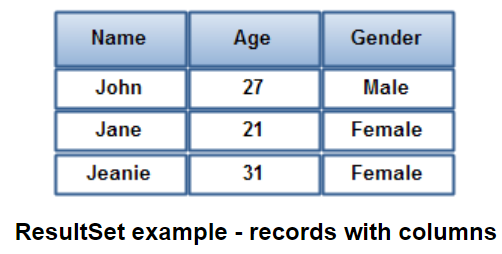 Name Age Gender
John 27 Male
Jane 21 Female
Jeanie 31 Female
ResultSet example - records with columns